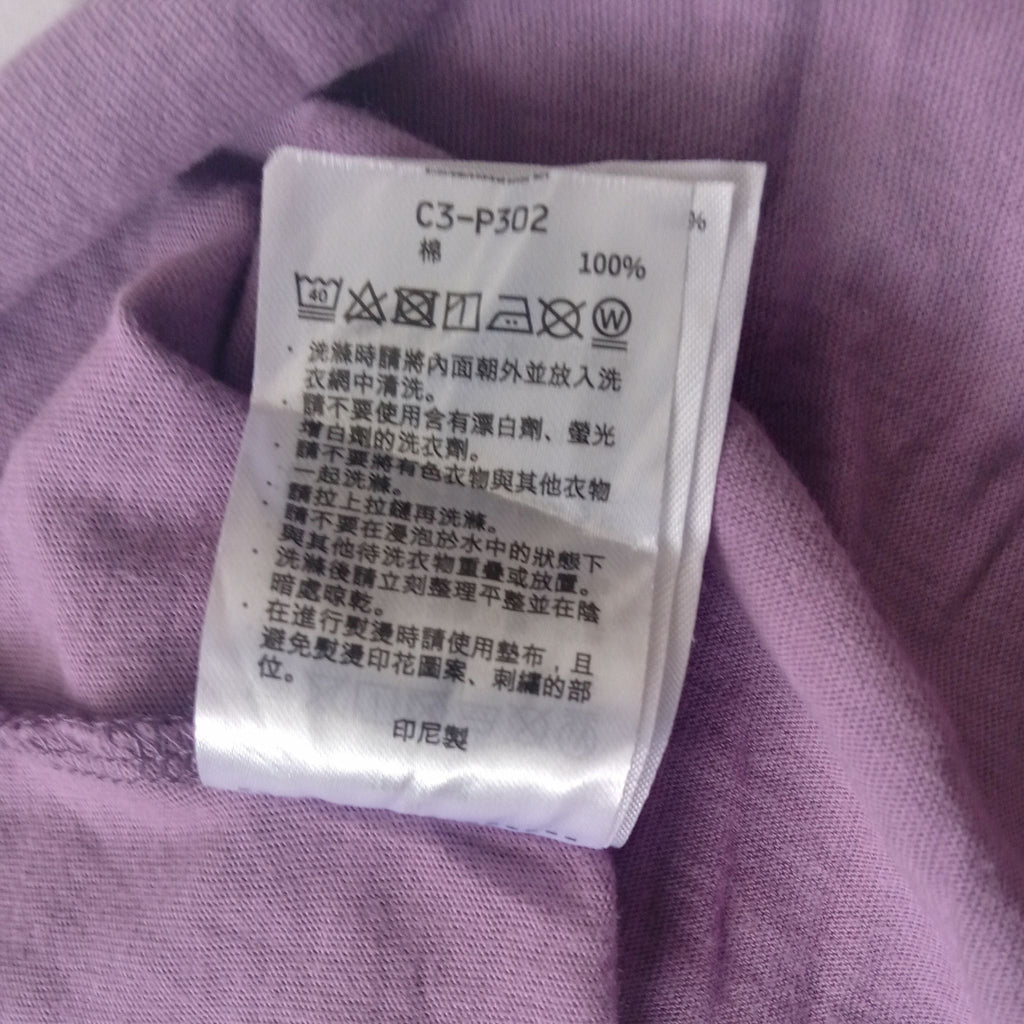 C3-P302
棉 100%
%
40
W
· 洗滌時請將內面朝外並放入洗
衣網中清洗。
· 請不要使用含有漂白劑、螢光
增白劑的洗衣劑。
· 請不要將有色衣物與其他衣物
一起洗滌。
· 請拉上拉鏈再洗滌。
· 請不要在浸泡於水中的狀態下
與其他待洗衣物重疊或放置。
· 洗滌後請立刻整理平整並在陰
暗處晾乾。
· 在進行熨燙時請使用墊布，且
避免熨燙印花圖案、刺繡的部
位。
印尼製